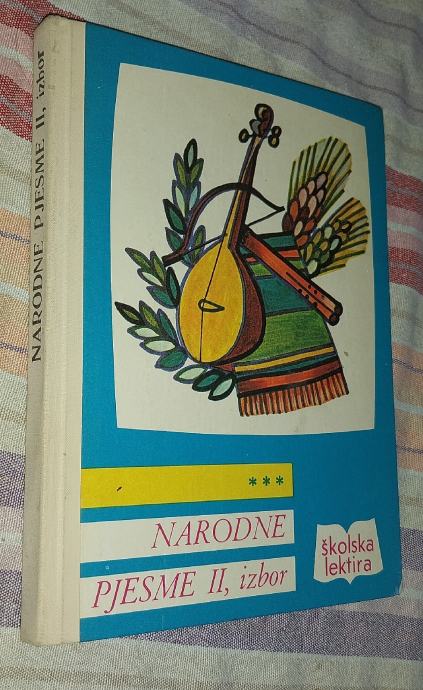 NARODNE PJESME II, izbor
***
NARODNE
PJESME II, izbor
školska
lektira